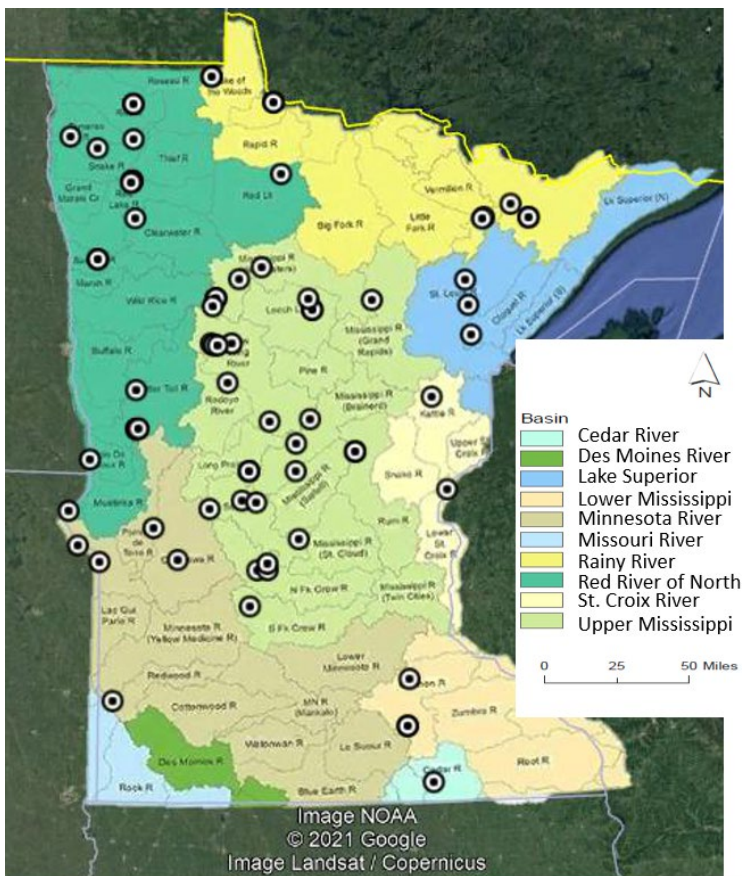 Roseau R
the Woods
Rapid R
Thief R
Snake R
Grand
Marais Cr
Red Lk
Vermilion R
Lake R
Clearwater R
Big Fork R
Little
Fork R
Lk Superior (N)
Mississippi R
Marsh R
Wild Rice R
St. Louis R
Cloquet R
Lk Superior (S)
Mississippi R
(Grand
Rapids)
River
Pine R
Buffalo R
Mississippi R
(Brainerd)
Redeye
River
Kettle R
Upper St
Croix R
Snake R
Mustinka R
Mississippi R
(Sartell)
Rum R
Pomme
de
Terre R
Mississippi R
(St. Cloud)
Lower
St.
Croix R
N Fk Crow R
Mississippi R
(Twin Cities)
Lac Qui
Parle R
Minnesota R
(Yellow Medicine R)
S Fk Crow R
Lower
Minnesota R
Redwood R
Cottonwood R
MN R
(Mankato)
Zumbro R
Watonwan R
Le Sueur R
Des Moines R
Root R
Cedar R
Rock R
Blue Earth R
N
Basin
Cedar River
Des Moines River
Lake Superior
Lower Mississippi
Minnesota River
Missouri River
Rainy River
Red River of North
St. Croix River
Upper Mississippi
0 25 50 Miles
Image NOAA
© 2021 Google
Image Landsat / Copernicus